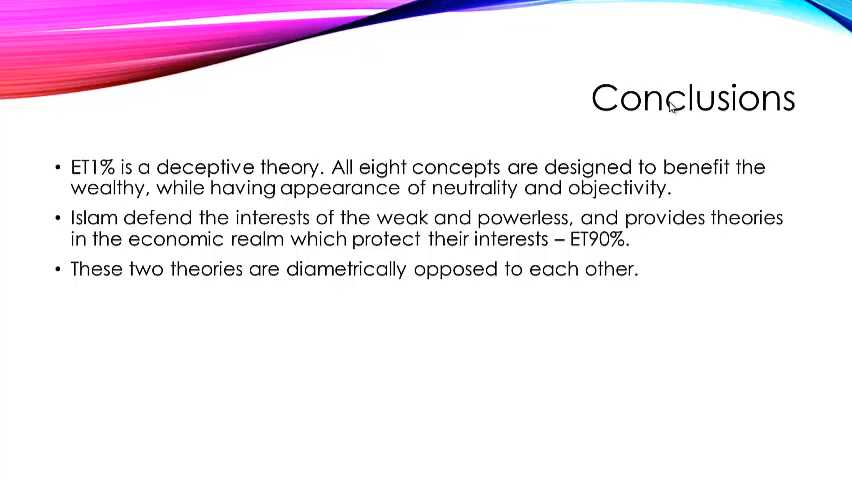 Conclusions
• ET1% is a deceptive theory. All eight concepts are designed to benefit the
wealthy, while having appearance of neutrality and objectivity.
• Islam defend the interests of the weak and powerless, and provides theories
in the economic realm which protect their interests – ET90%.
• These two theories are diametrically opposed to each other.